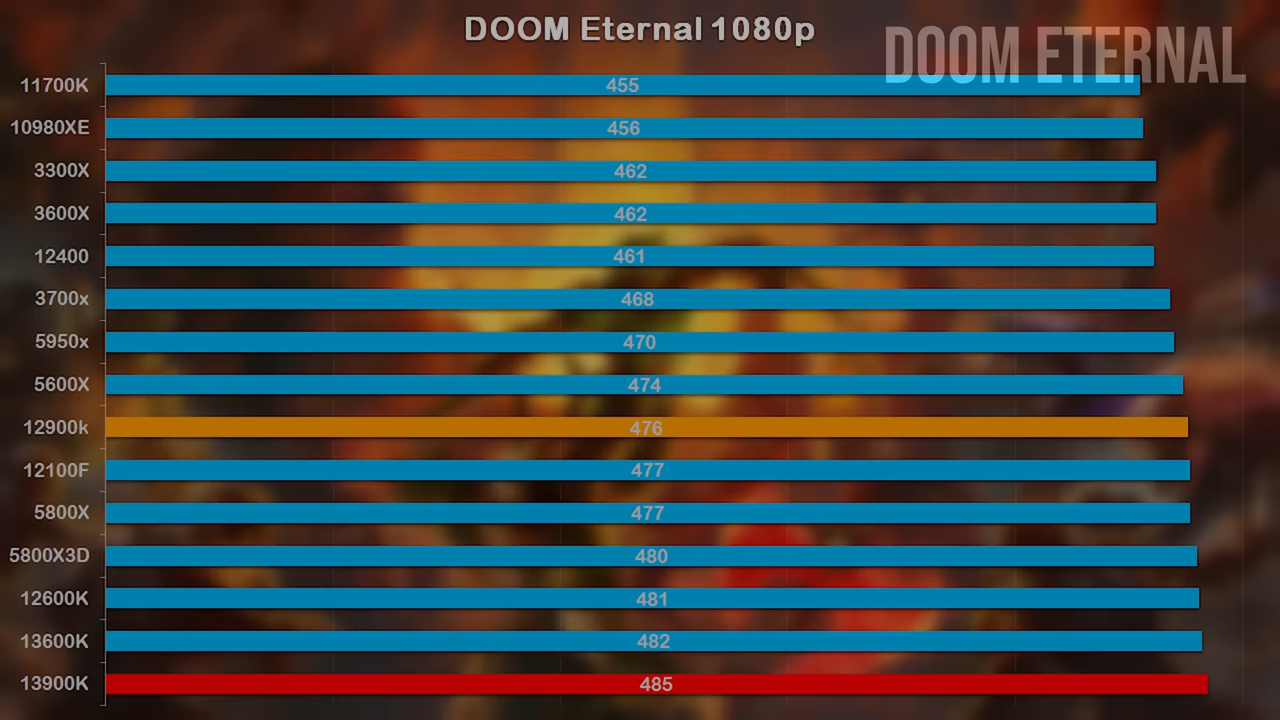 DOOM Eternal 1080p
DOOM ETERNAL
11700K 455
10980XE 456
3300X 462
3600X 462
12400 461
3700x 468
5950x 470
5600X 474
12900k 476
12100F 477
5800X 477
5800X3D 480
12600K 481
13600K 482
13900K 485